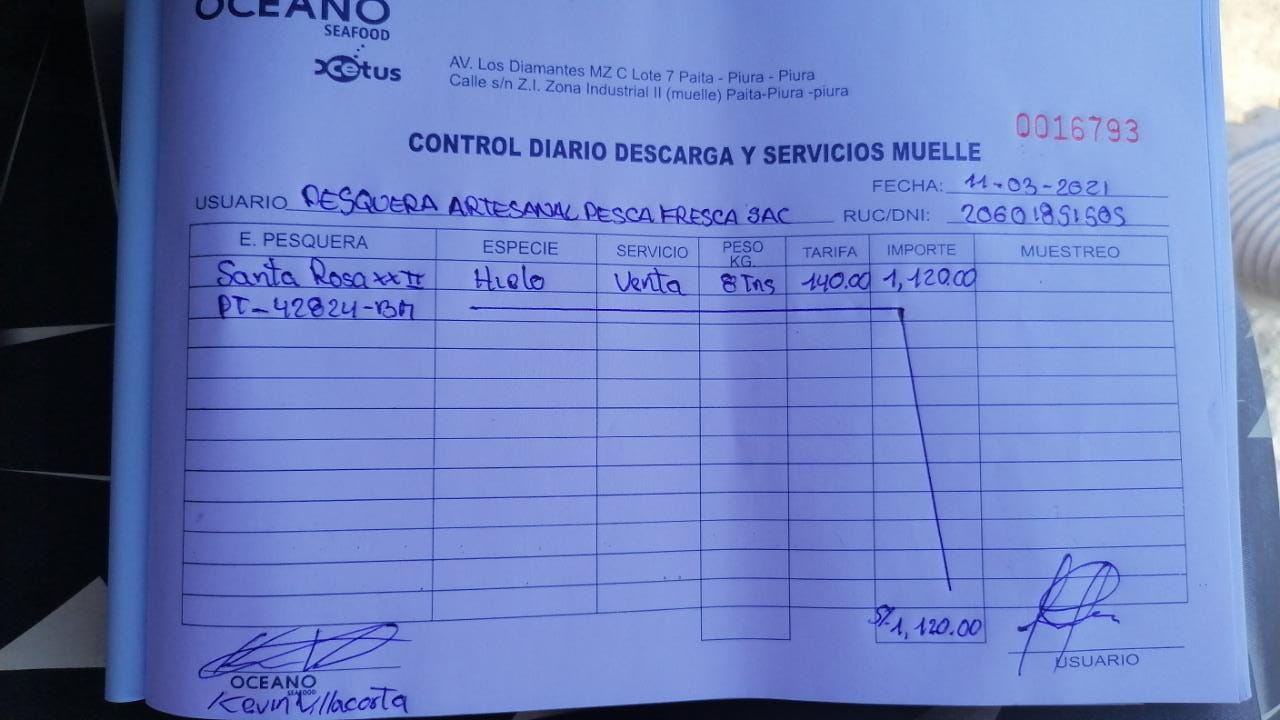 OCEANO
SEAFOOD
Xcetus
AV. Los Diamantes MZ C Lote 7 Paita - Piura - Piura
Calle s/n Z.I. Zona Industrial II (muelle) Paita-Piura -piura
0016793
CONTROL DIARIO DESCARGA Y SERVICIOS MUELLE
FECHA: 11-03-2021
USUARIO PESQUERA ARTESANAL PESCA FRESCA SAC RUC/DNI: 20601851605
E. PESQUERA ESPECIE SERVICIO PESO KG. TARIFA IMPORTE MUESTREO
Santa Rosa XXII Hielo Venta 8 Tns 140.00 1,120.00
PT-42824-BM
S/. 1,120.00
USUARIO
OCEANO
SEAFOOD
Kevin Villacorta